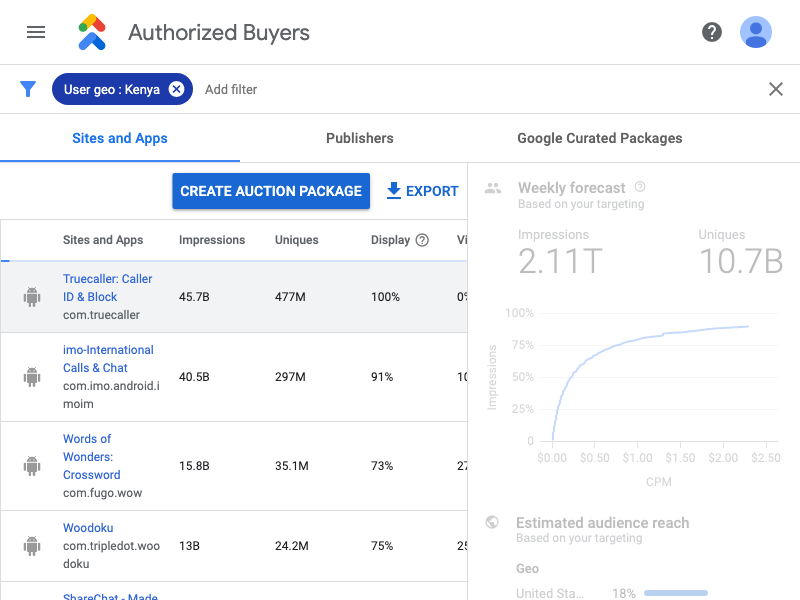 Authorized Buyers
User geo : Kenya
Add filter
Sites and Apps
Publishers
Google Curated Packages
CREATE AUCTION PACKAGE
EXPORT
Sites and Apps
Impressions
Uniques
Display
Vi
Truecaller: Caller
ID & Block
com.truecaller
45.7B
477M
100%
0%
imo-International
Calls & Chat
com.imo.android.i
moim
40.5B
297M
91%
10
Words of
Wonders:
Crossword
com.fugo.wow
15.8B
35.1M
73%
27
Woodoku
com.tripledot.woo
doku
13B
24.2M
75%
25
ShareChat - Made
Weekly forecast
Based on your targeting
Impressions
Uniques
2.11T
10.7B
100%
75%
50%
25%
0
Impressions
$0.00
$0.50
$1.00
$1.50
$2.00
$2.50
CPM
Estimated audience reach
Based on your targeting
Geo
United Sta...
18%